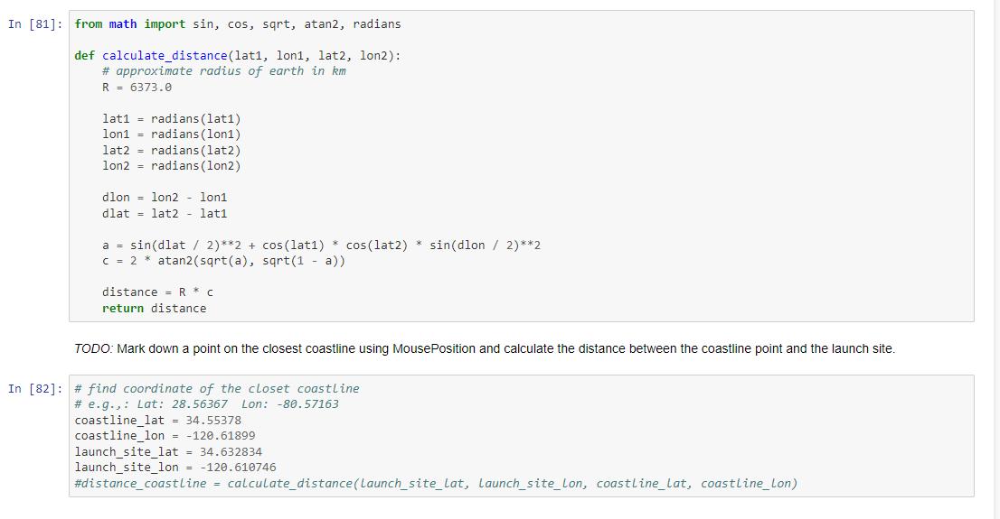 In [81]: from math import sin, cos, sqrt, atan2, radians
def calculate_distance(lat1, lon1, lat2, lon2):
# approximate radius of earth in km
R = 6373.0
lat1 = radians(lat1)
lon1 = radians(lon1)
lat2 = radians(lat2)
lon2 = radians(lon2)
dlon = lon2 - lon1
dlat = lat2 - lat1
a = sin(dlat / 2)**2 + cos(lat1) * cos(lat2) * sin(dlon / 2)**2
c = 2 * atan2(sqrt(a), sqrt(1 - a))
distance = R * c
return distance
TODO: Mark down a point on the closest coastline using MousePosition and calculate the distance between the coastline point and the launch site.
In [82]: # find coordinate of the closet coastline
# e.g.,: Lat: 28.56367  Lon: -80.57163
coastline_lat = 34.55378
coastline_lon = -120.61899
launch_site_lat = 34.632834
launch_site_lon = -120.610746
#distance_coastline = calculate_distance(launch_site_lat, launch_site_lon, coastline_lat, coastline_lon)